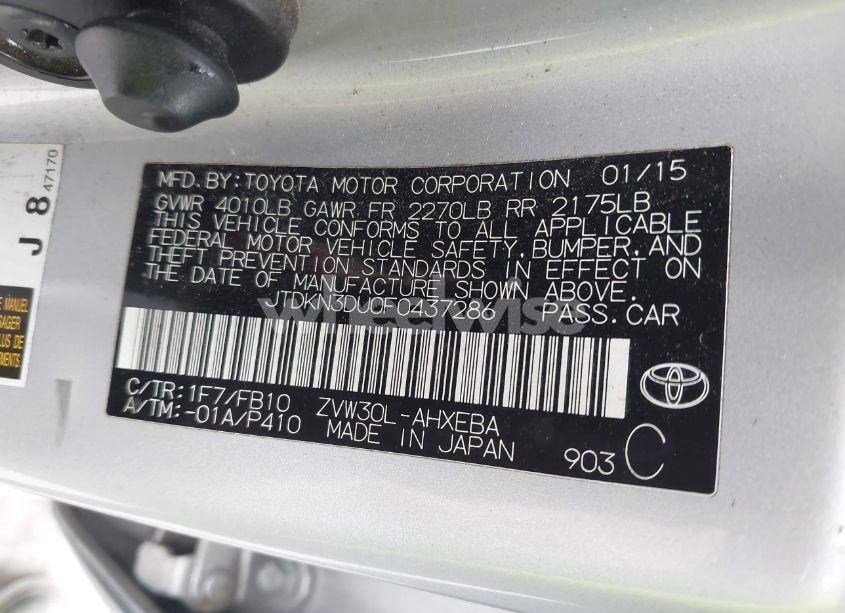 J 8 47170
MFD. BY: TOYOTA MOTOR CORPORATION 01/15
GVWR 4010LB GAWR FR 2270LB RR 2175LB
THIS VEHICLE CONFORMS TO ALL APPLICABLE
FEDERAL MOTOR VEHICLE SAFETY, BUMPER, AND
THEFT PREVENTION STANDARDS IN EFFECT ON
THE DATE OF MANUFACTURE SHOWN ABOVE.
JTDKN3DU0F0437286 PASS. CAR
wheelwise
C/TR: 1F7/FB10 ZVW30L-AHXEBA
A/TM: -01A/P410 MADE IN JAPAN
903 C
MANUEL
PLUS DE